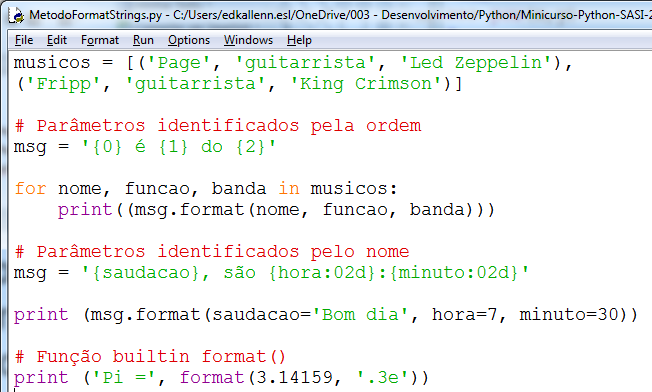 MetodoFormatStrings.py - C:/Users/edkallenn.esl/OneDrive/003 - Desenvolvimento/Python/Minicurso-Python-SASI-2
File Edit Format Run Options Windows Help
musicos = [('Page', 'guitarrista', 'Led Zeppelin'),
('Fripp', 'guitarrista', 'King Crimson')]
# Parâmetros identificados pela ordem
msg = '{0} é {1} do {2}'
for nome, funcao, banda in musicos:
    print((msg.format(nome, funcao, banda)))
# Parâmetros identificados pelo nome
msg = '{saudacao}, são {hora:02d}:{minuto:02d}'
print (msg.format(saudacao='Bom dia', hora=7, minuto=30))
# Função builtin format()
print ('Pi =', format(3.14159, '.3e'))